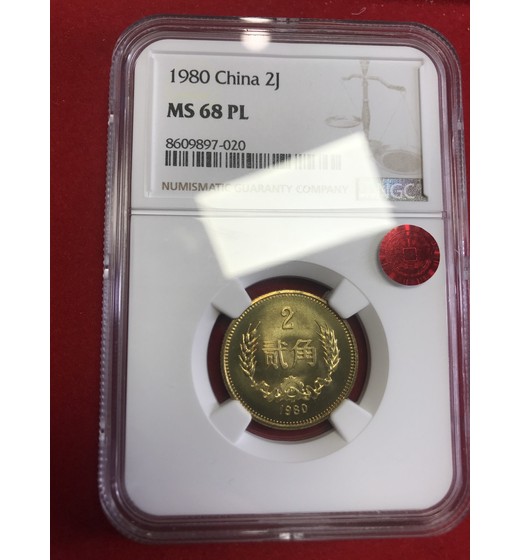 1980 China 2J
MS 68 PL
8609897-020
NUMISMATIC GUARANTY COMPANY
NGC
2
贰角
1980